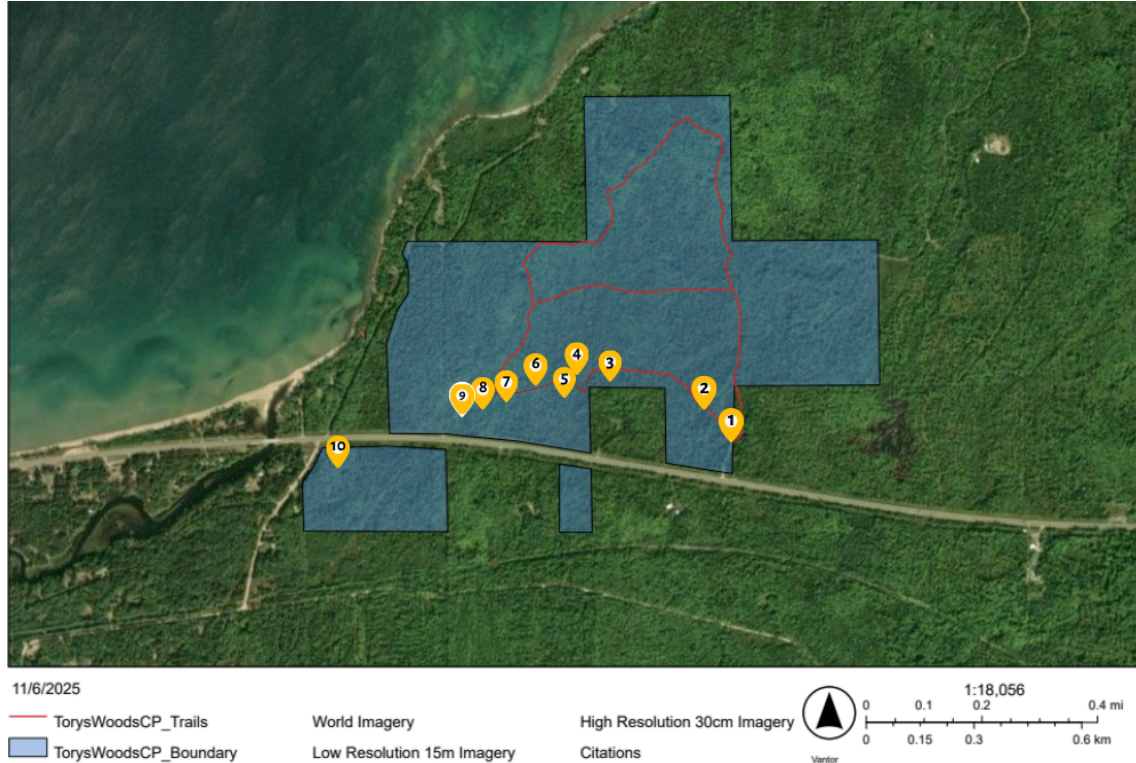 4
6
3
5
7
8
2
9
1
10
11/6/2025
1:18,056
TorysWoodsCP_Trails
World Imagery
High Resolution 30cm Imagery
0 0.1 0.2 0.4 mi
TorysWoodsCP_Boundary
Low Resolution 15m Imagery
Citations
0 0.15 0.3 0.6 km
Vantor